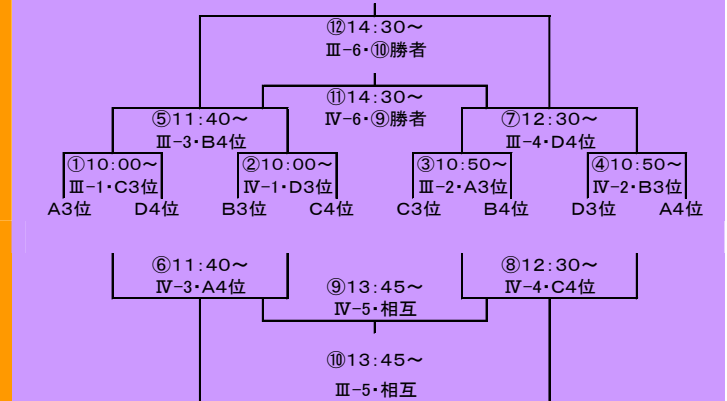 ⑫14:30～
Ⅲ-6・⑩勝者
⑪14:30～
Ⅳ-6・⑨勝者
⑤11:40～
Ⅲ-3・B4位
⑦12:30～
Ⅲ-4・D4位
①10:00～
Ⅲ-1・C3位
②10:00～
Ⅳ-1・D3位
③10:50～
Ⅲ-2・A3位
④10:50～
Ⅳ-2・B3位
A3位 D4位 B3位 C4位 C3位 B4位 D3位 A4位
⑥11:40～
Ⅳ-3・A4位
⑧12:30～
Ⅳ-4・C4位
⑨13:45～
Ⅳ-5・相互
⑩13:45～
Ⅲ-5・相互